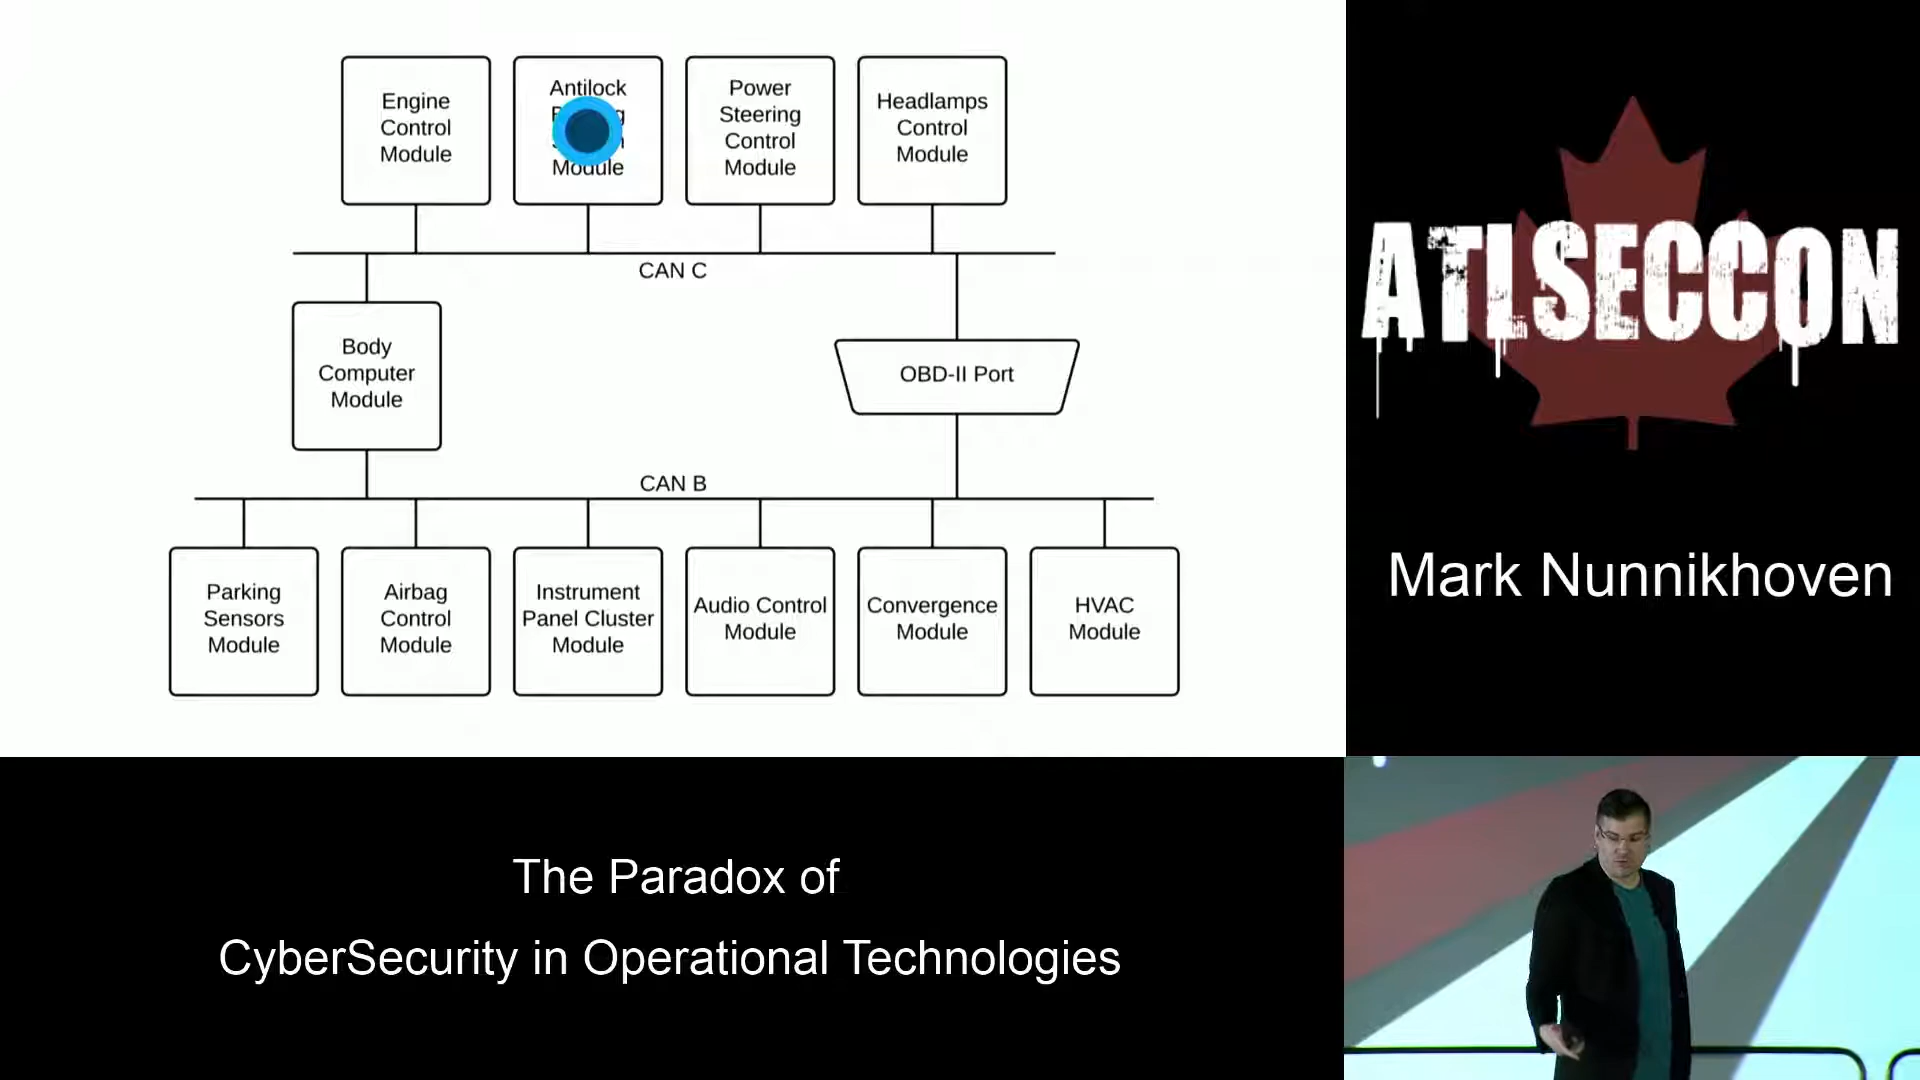 Engine
Control
Module
Antilock
Module
Power
Steering
Control
Module
Headlamps
Control
Module
CAN C
Body
Computer
Module
OBD-II Port
CAN B
Parking
Sensors
Module
Airbag
Control
Module
Instrument
Panel Cluster
Module
Audio Control
Module
Convergence
Module
HVAC
Module
ATLSECCON
Mark Nunnikhoven
The Paradox of
CyberSecurity in Operational Technologies